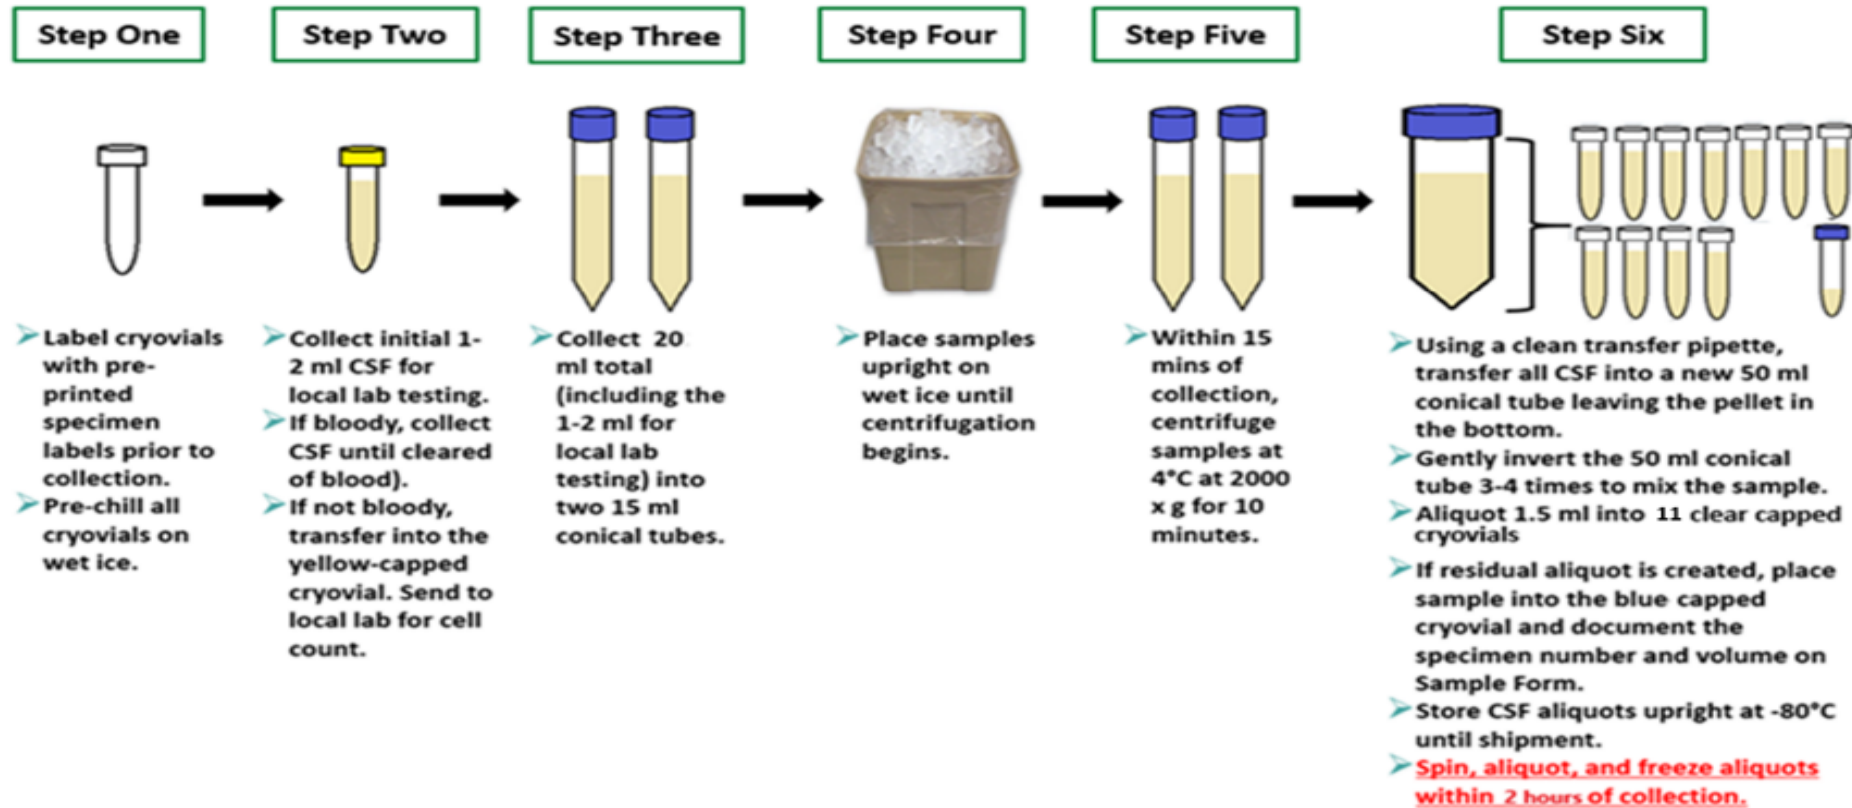 Step One
Step Two
Step Three
Step Four
Step Five
Step Six
Label cryovials
with pre-
printed
specimen
labels prior to
collection.
Pre-chill all
cryovials on
wet ice.
Collect initial 1-
2 ml CSF for
local lab testing.
If bloody, collect
CSF until cleared
of blood).
If not bloody,
transfer into the
yellow-capped
cryovial. Send to
local lab for cell
count.
Collect 20
ml total
(including the
1-2 ml for
local lab
testing) into
two 15 ml
conical tubes.
Place samples
upright on
wet ice until
centrifugation
begins.
Within 15
mins of
collection,
centrifuge
samples at
4°C at 2000
x g for 10
minutes.
Using a clean transfer pipette,
transfer all CSF into a new 50 ml
conical tube leaving the pellet in
the bottom.
Gently invert the 50 ml conical
tube 3-4 times to mix the sample.
Aliquot 1.5 ml into 11 clear capped
cryovials
If residual aliquot is created, place
sample into the blue capped
cryovial and document the
specimen number and volume on
Sample Form.
Store CSF aliquots upright at -80°C
until shipment.
Spin, aliquot, and freeze aliquots
within 2 hours of collection.